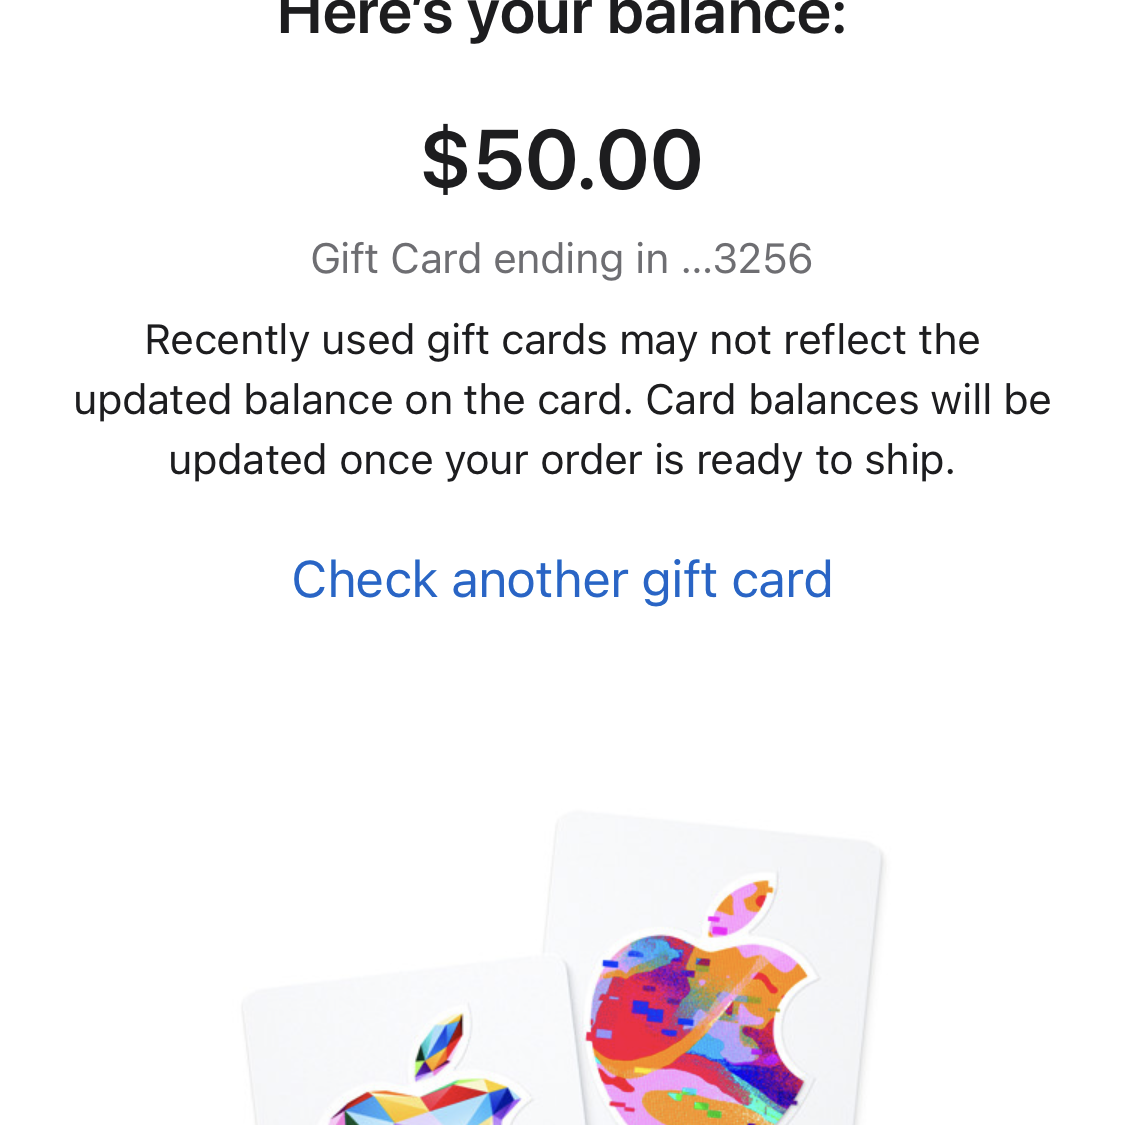 Here's your balance:
$50.00
Gift Card ending in ...3256
Recently used gift cards may not reflect the
updated balance on the card. Card balances will be
updated once your order is ready to ship.
Check another gift card